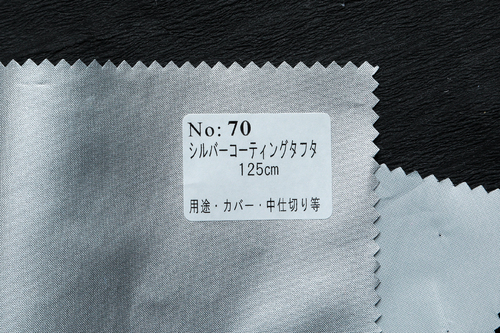 No: 70
シルバーコーティングタフタ
125cm
用途・カバー・中仕切り等